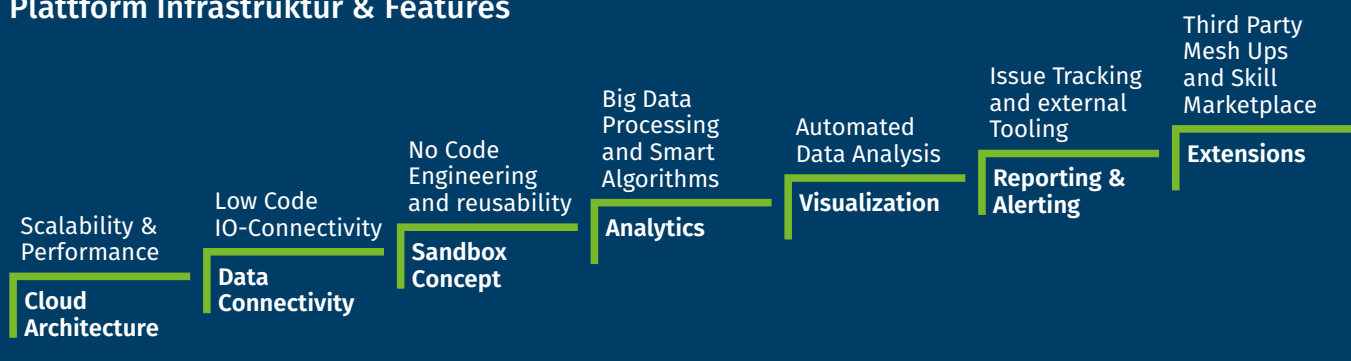 Plattform Infrastruktur & Features
Scalability &
Performance
Cloud
Architecture
Low Code
IO-Connectivity
Data
Connectivity
No Code
Engineering
and reusability
Sandbox
Concept
Big Data
Processing
and Smart
Algorithms
Analytics
Automated
Data Analysis
Visualization
Issue Tracking
and external
Tooling
Reporting &
Alerting
Third Party
Mesh Ups
and Skill
Marketplace
Extensions